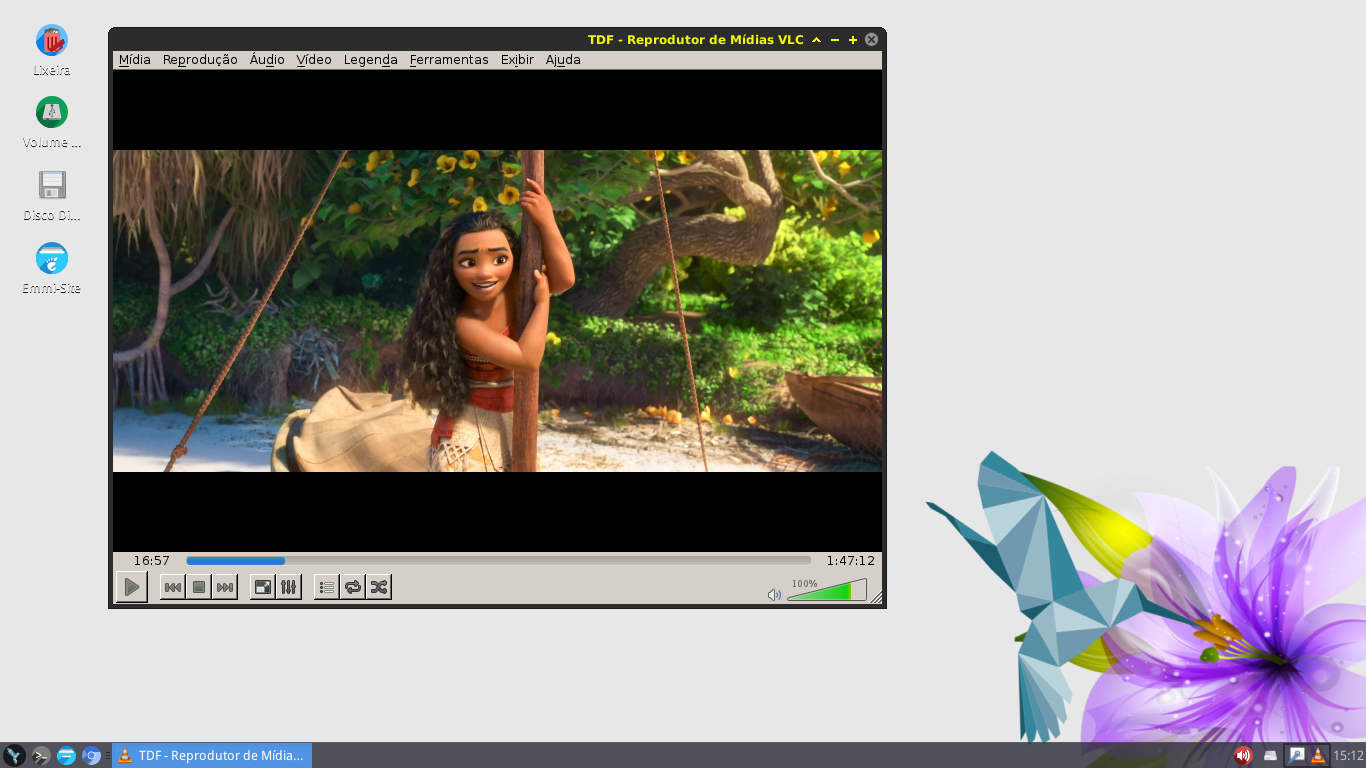 Lixeira
Volume ...
Disco Di...
Emmi-Site
TDF - Reprodutor de Mídias VLC
Mídia Reprodução Áudio Vídeo Legenda Ferramentas Exibir Ajuda
16:57 1:47:12
100%
TDF - Reprodutor de Mídia... 15:12